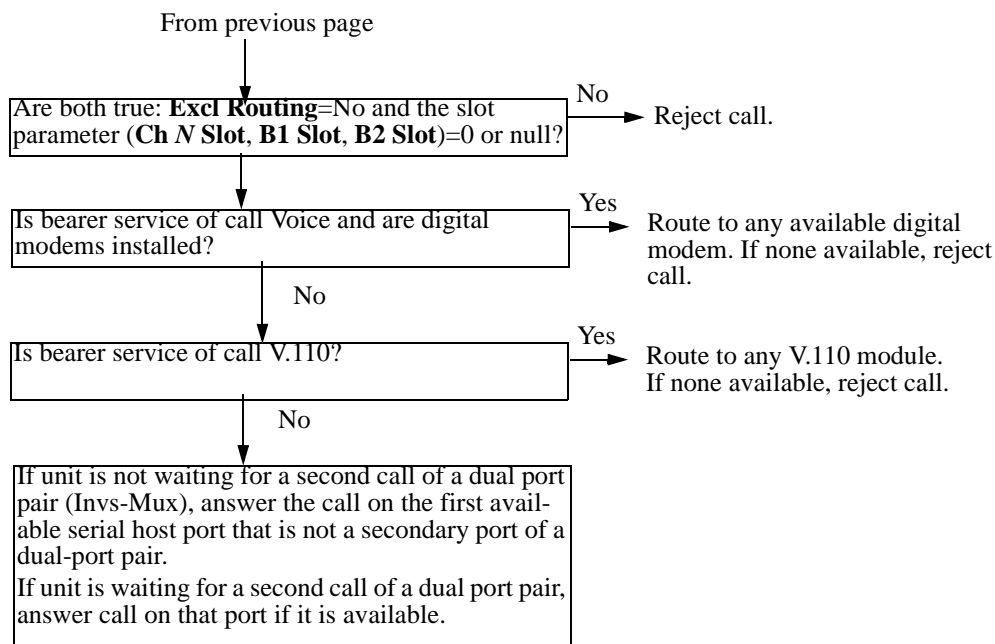 From previous page
Are both true: Excl Routing=No and the slot
parameter (Ch N Slot, B1 Slot, B2 Slot)=0 or null?
No
Reject call.
Is bearer service of call Voice and are digital
modems installed?
Yes
Route to any available digital
modem. If none available, reject
call.
No
Is bearer service of call V.110?
Yes
Route to any V.110 module.
If none available, reject call.
No
If unit is not waiting for a second call of a dual port
pair (Invs-Mux), answer the call on the first avail-
able serial host port that is not a secondary port of a
dual-port pair.
If unit is waiting for a second call of a dual port pair,
answer call on that port if it is available.